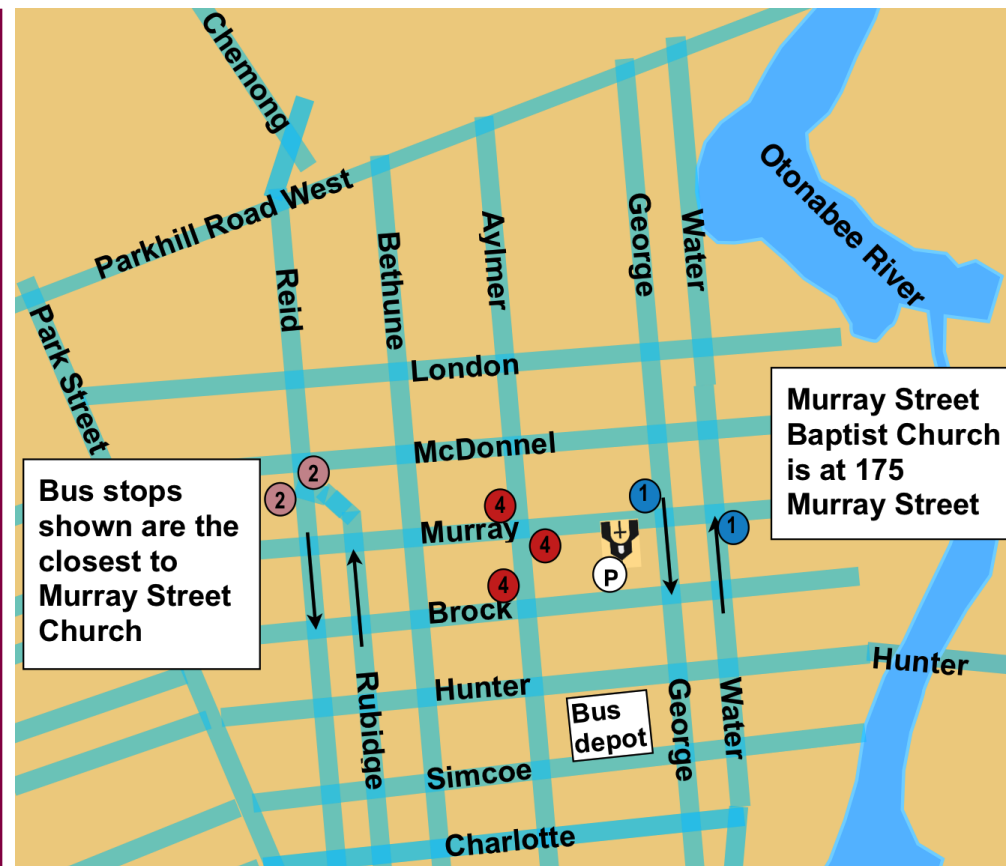 Chemong
Parkhill Road West
Otonabee River
Reid
Bethune
Aylmer
George
Water
Park Street
London
McDonnel
Murray Street
Baptist Church
is at 175
Murray Street
Bus stops
shown are the
closest to
Murray Street
Church
2
2
4
1
1
Murray
4
P
4
Brock
Hunter
Hunter
Rubidge
George
Water
Bus
depot
Simcoe
Charlotte